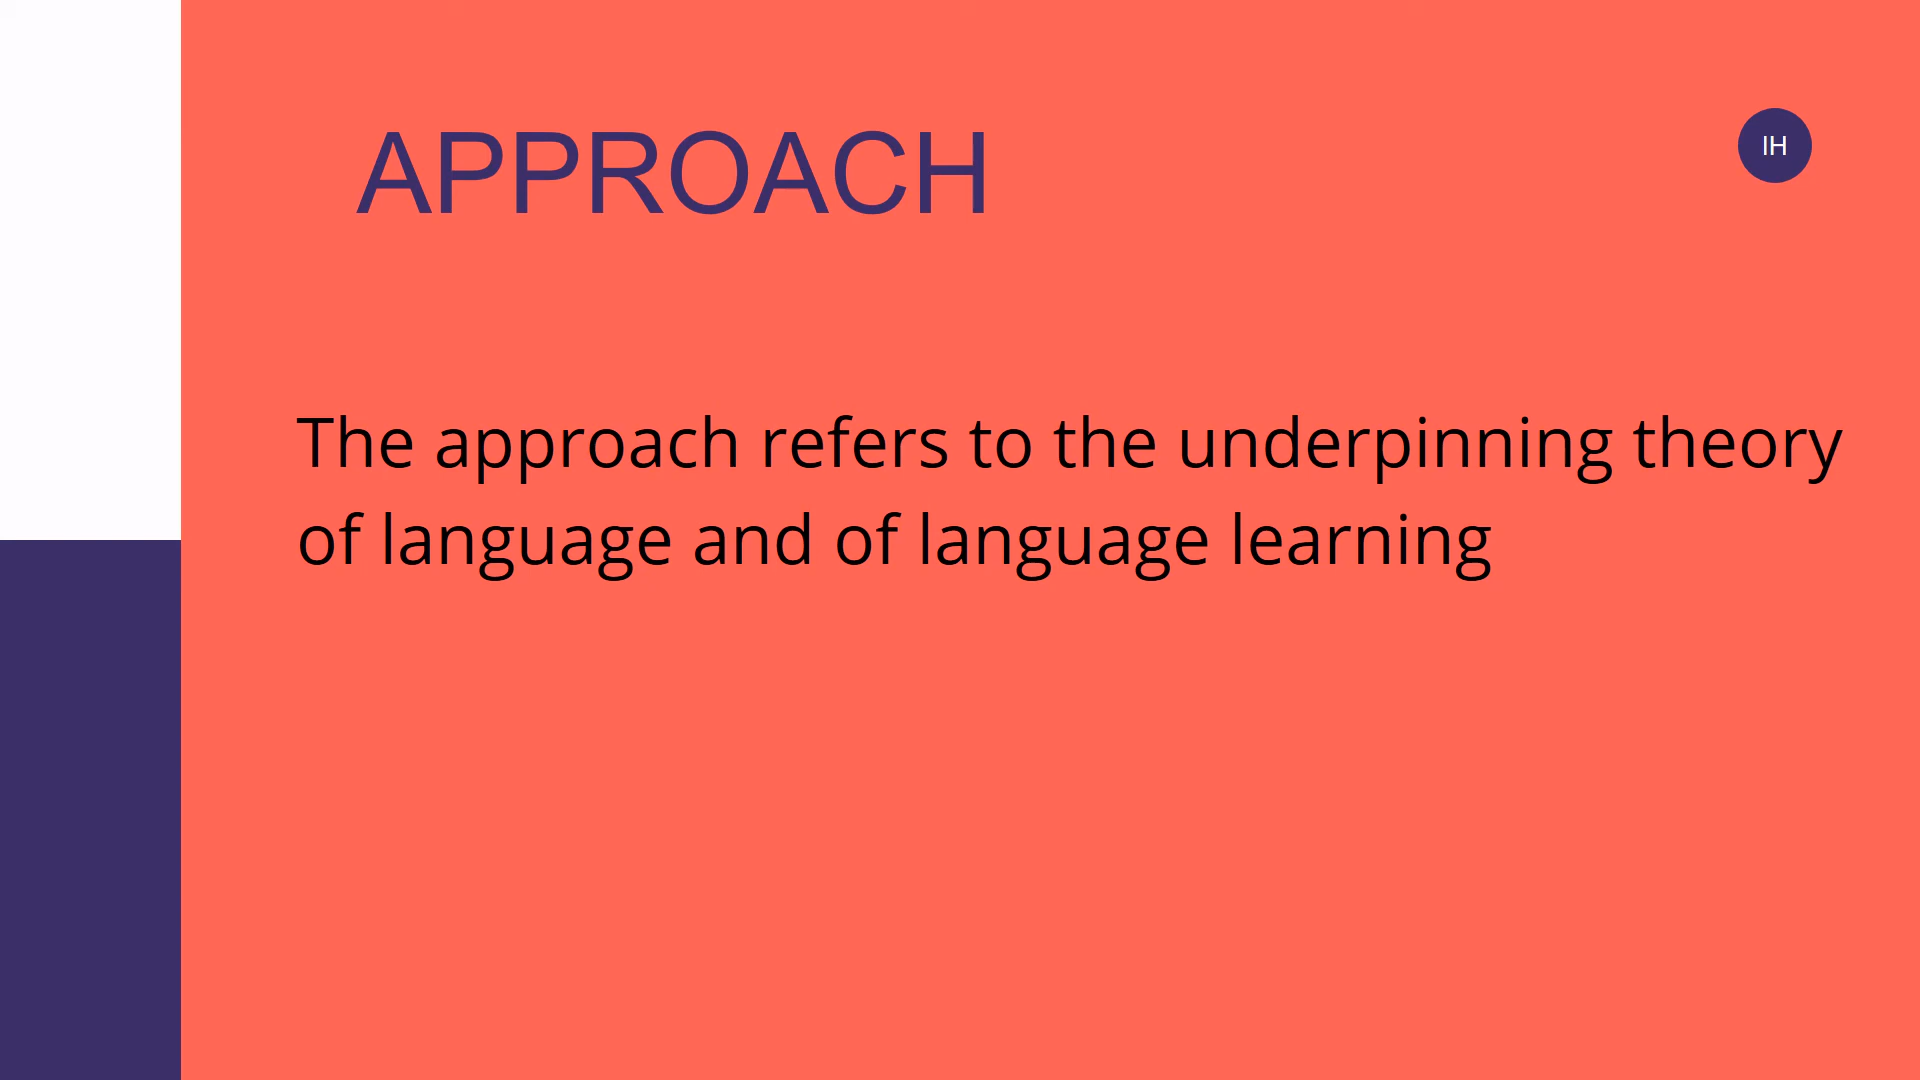 APPROACH
IH
The approach refers to the underpinning theory
of language and of language learning